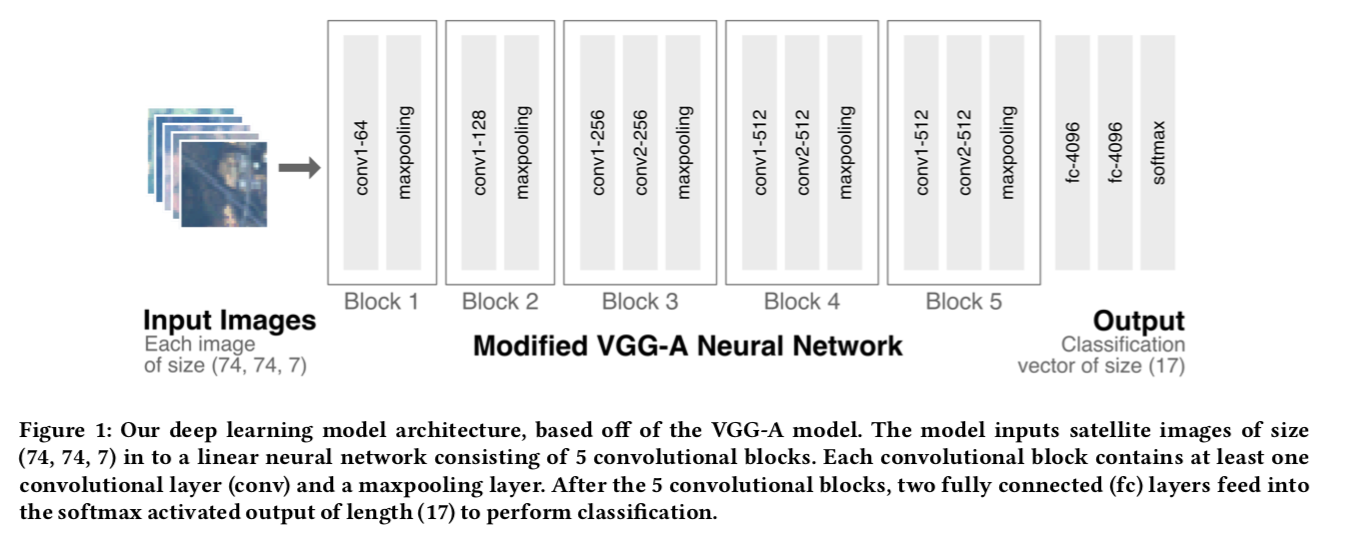 conv1-64
maxpooling
conv1-128
maxpooling
conv1-256
conv2-256
maxpooling
conv1-512
conv2-512
maxpooling
conv1-512
conv2-512
maxpooling
fc-4096
fc-4096
softmax
Block 1
Block 2
Block 3
Block 4
Block 5
Input Images
Each image
of size (74, 74, 7)
Modified VGG-A Neural Network
Output
Classification
vector of size (17)
Figure 1: Our deep learning model architecture, based off of the VGG-A model. The model inputs satellite images of size
(74, 74, 7) in to a linear neural network consisting of 5 convolutional blocks. Each convolutional block contains at least one
convolutional layer (conv) and a maxpooling layer. After the 5 convolutional blocks, two fully connected (fc) layers feed into
the softmax activated output of length (17) to perform classification.